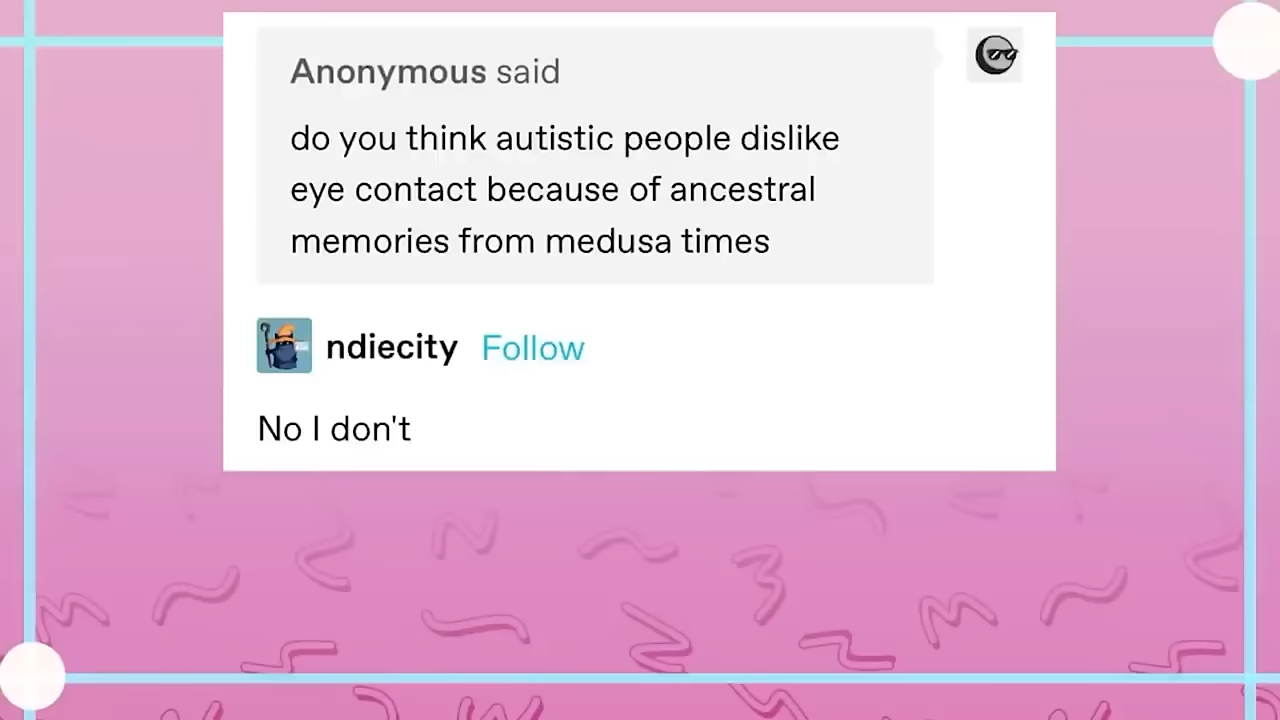 Anonymous said
do you think autistic people dislike
eye contact because of ancestral
memories from medusa times
ndiecity Follow
No I don't